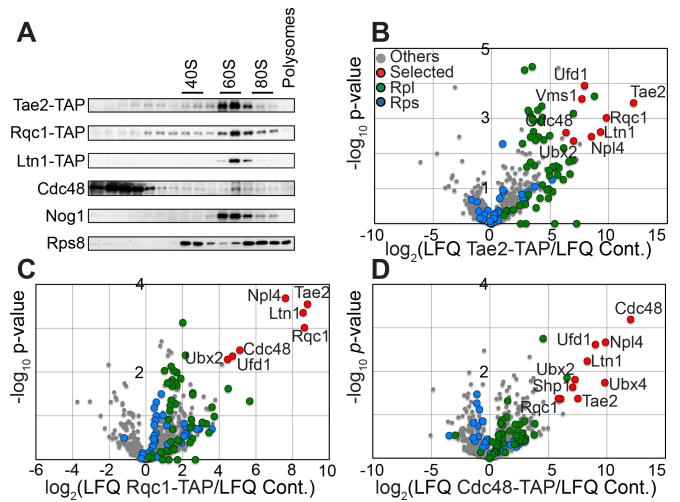 A
40S
60S
80S
Polysomes
Tae2-TAP
Rqc1-TAP
Ltn1-TAP
Cdc48
Nog1
Rps8
B
5
3
1
-log10 p-value
Others
Selected
Rpl
Rps
Ufd1
Vms1
Tae2
Cdc48
Rqc1
Ltn1
Ubx2
Npl4
-10
-5
0
5
10
15
log2(LFQ Tae2-TAP/LFQ Cont.)
C
4
2
-log10 p-value
Npl4
Tae2
Ltn1
Rqc1
Ubx2
Cdc48
Ufd1
-6
-4
-2
0
2
4
6
8
10
log2(LFQ Rqc1-TAP/LFQ Cont.)
D
4
2
-log10 p-value
Cdc48
Ufd1
Npl4
Ltn1
Ubx2
Shp1
Ubx4
Rqc1
Tae2
-10
-5
0
5
10
15
log2(LFQ Cdc48-TAP/LFQ Cont.)